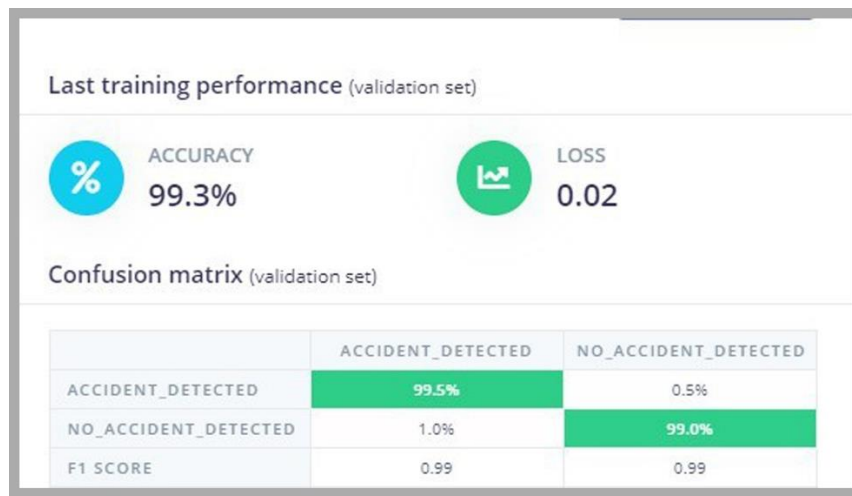 Last training performance (validation set)
% ACCURACY LOSS
99.3% 0.02
Confusion matrix (validation set)
ACCIDENT_DETECTED NO_ACCIDENT_DETECTED
ACCIDENT_DETECTED 99.5% 0.5%
NO_ACCIDENT_DETECTED 1.0% 99.0%
F1 SCORE 0.99 0.99